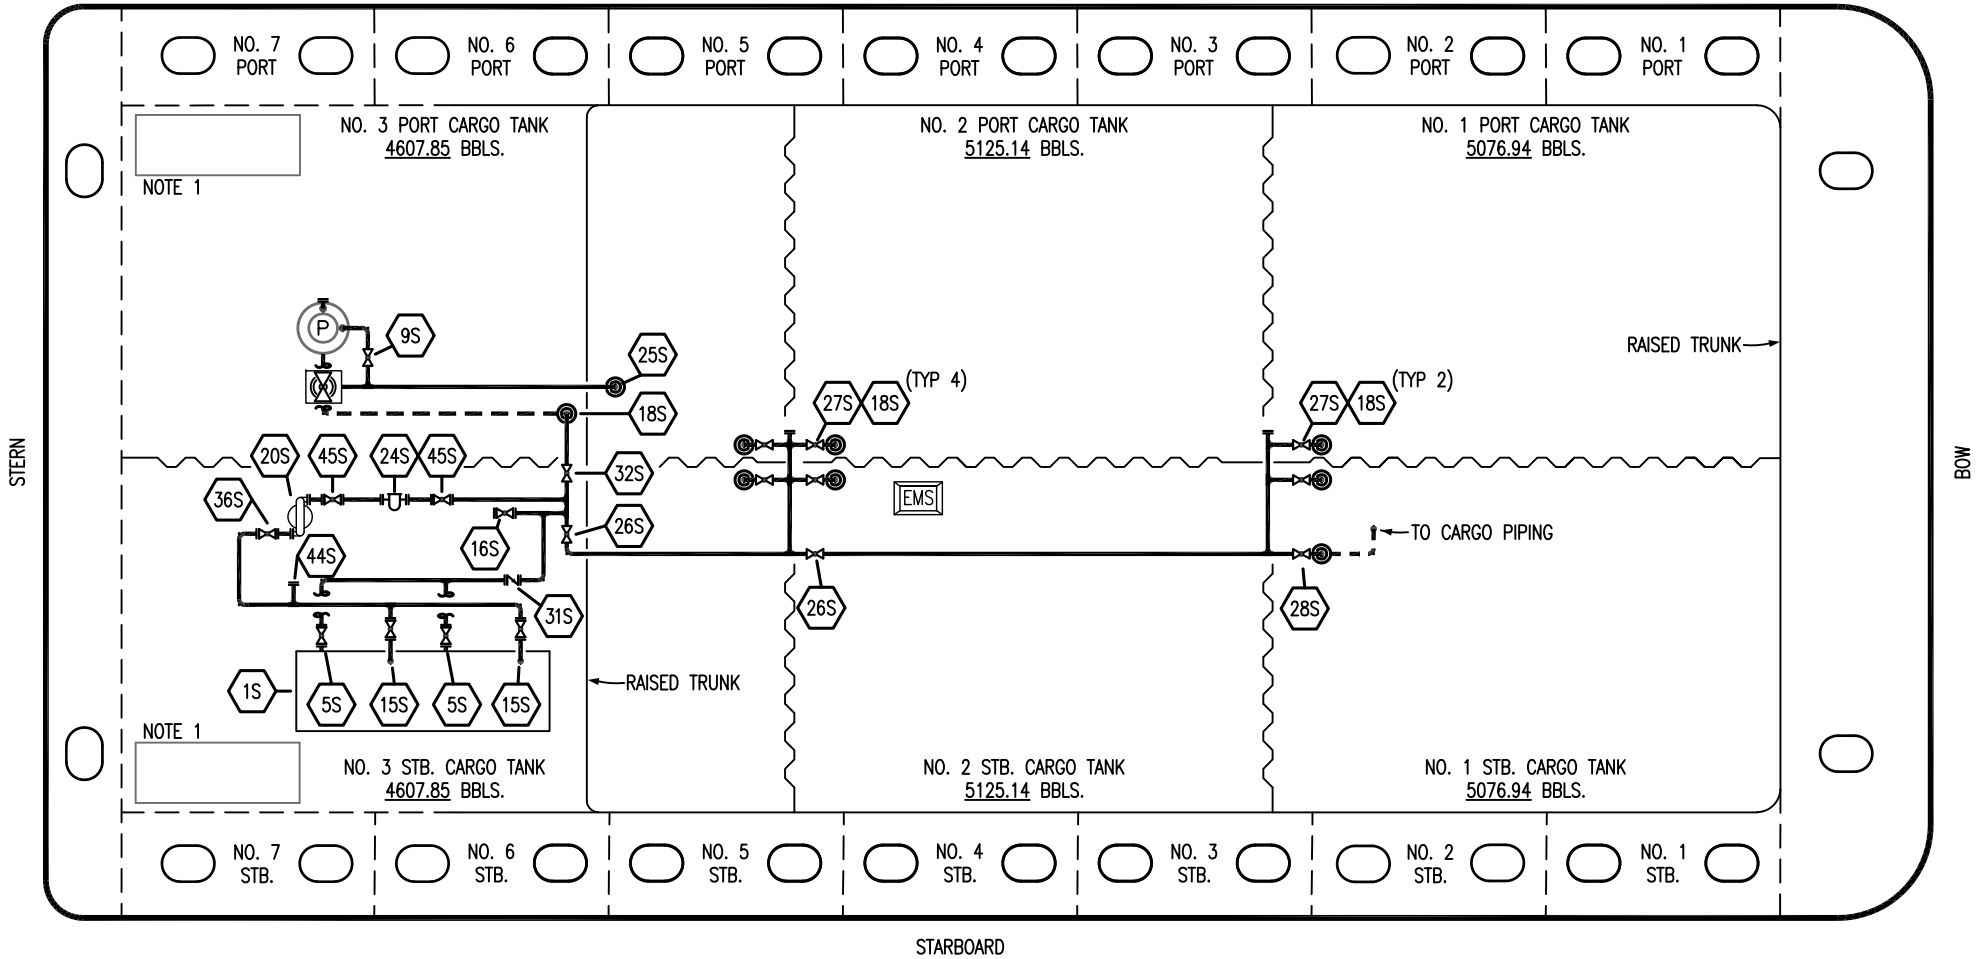 NO. 7 PORT
NO. 6 PORT
NO. 5 PORT
NO. 4 PORT
NO. 3 PORT
NO. 2 PORT
NO. 1 PORT
NO. 3 PORT CARGO TANK
4607.85 BBLS.
NO. 2 PORT CARGO TANK
5125.14 BBLS.
NO. 1 PORT CARGO TANK
5076.94 BBLS.
NOTE 1
P
9S
25S
18S
RAISED TRUNK
27S 18S (TYP 4)
27S 18S (TYP 2)
STERN
BOW
20S
45S
24S
45S
32S
36S
EMS
26S
16S
44S
TO CARGO PIPING
31S
26S
28S
1S
5S
15S
5S
15S
RAISED TRUNK
NOTE 1
NO. 3 STB. CARGO TANK
4607.85 BBLS.
NO. 2 STB. CARGO TANK
5125.14 BBLS.
NO. 1 STB. CARGO TANK
5076.94 BBLS.
NO. 7 STB.
NO. 6 STB.
NO. 5 STB.
NO. 4 STB.
NO. 3 STB.
NO. 2 STB.
NO. 1 STB.
STARBOARD